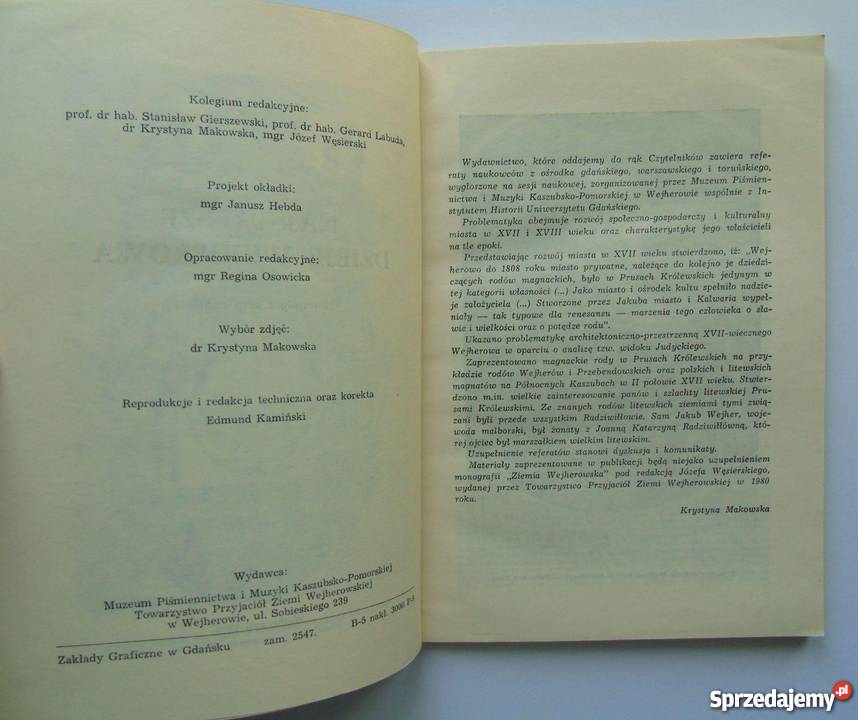 Kolegium redakcyjne:
prof. dr hab. Stanisław Gierszewski, prof. dr hab. Gerard Labuda,
dr Krystyna Makowska, mgr Józef Węsierski
Projekt okładki:
mgr Janusz Hebda
Opracowanie redakcyjne:
mgr Regina Osowicka
Wybór zdjęć:
dr Krystyna Makowska
Reprodukcje i redakcja techniczna oraz korekta
Edmund Kamiński
Wydawca:
Muzeum Piśmiennictwa i Muzyki Kaszubsko-Pomorskiej
Towarzystwo Przyjaciół Ziemi Wejherowskiej
w Wejherowie, ul. Sobieskiego 239
Zakłady Graficzne w Gdańsku zam. 2547. B-5 nakł. 3000
Wydawnictwo, które oddajemy do rąk Czytelników zawiera refe-
raty naukowców z ośrodka gdańskiego, warszawskiego i toruńskiego,
wygłoszone na sesji naukowej, zorganizowanej przez Muzeum Piśmien-
nictwa i Muzyki Kaszubsko-Pomorskiej w Wejherowie wspólnie z In-
stytutem Historii Uniwersytetu Gdańskiego.
Problematyka obejmuje rozwój społeczno-gospodarczy i kulturalny
miasta w XVII i XVIII wieku oraz charakterystykę jego właścicieli
na tle epoki.
Przedstawiając rozwój miasta w XVII wieku stwierdzono, iż: „Wej-
herowo do 1808 roku miasto prywatne, należące do kolejno je dziedzi-
czących rodów magnackich, było w Prusach Królewskich jedynym w
tej kategorii własności (...) Jako miasto i ośrodek kultu spełniło nadzie-
je założyciela (...) Stworzone przez Jakuba miasto i Kalwaria wypeł-
niały — tak typowe dla renesansu — marzenia tego człowieka o sła-
wie i wielkości oraz o potędze rodu”.
Ukazano problematykę architektoniczno-przestrzenną XVII-wiecznego
Wejherowa w oparciu o analizę tzw. widoku Judyckiego.
Zaprezentowano magnackie rody w Prusach Królewskich na przy-
kładzie rodów Wejherów i Przebendowskich oraz polskich i litewskich
magnatów na Północnych Kaszubach w II połowie XVII wieku. Stwier-
dzono m.in. wielkie zainteresowanie panów i szlachty litewskiej Pru-
sami Królewskimi. Ze znanych rodów litewskich ziemiami tymi zwią-
zani byli przede wszystkim Radziwiłłowie. Sam Jakub Wejher, woje-
woda malborski, był żonaty z Joanną Katarzyną Radziwiłłówną, któ-
rej ojciec był marszałkiem wielkim litewskim.
Uzupełnienie referatów stanowi dyskusja i komunikaty.
Materiały zaprezentowane w publikacji będą niejako uzupełnieniem
monografii „Ziemia Wejherowska” pod redakcją Józefa Węsierskiego,
wydanej przez Towarzystwo Przyjaciół Ziemi Wejherowskiej w 1980
roku.
Krystyna Makowska
Sprzedajemy.pl